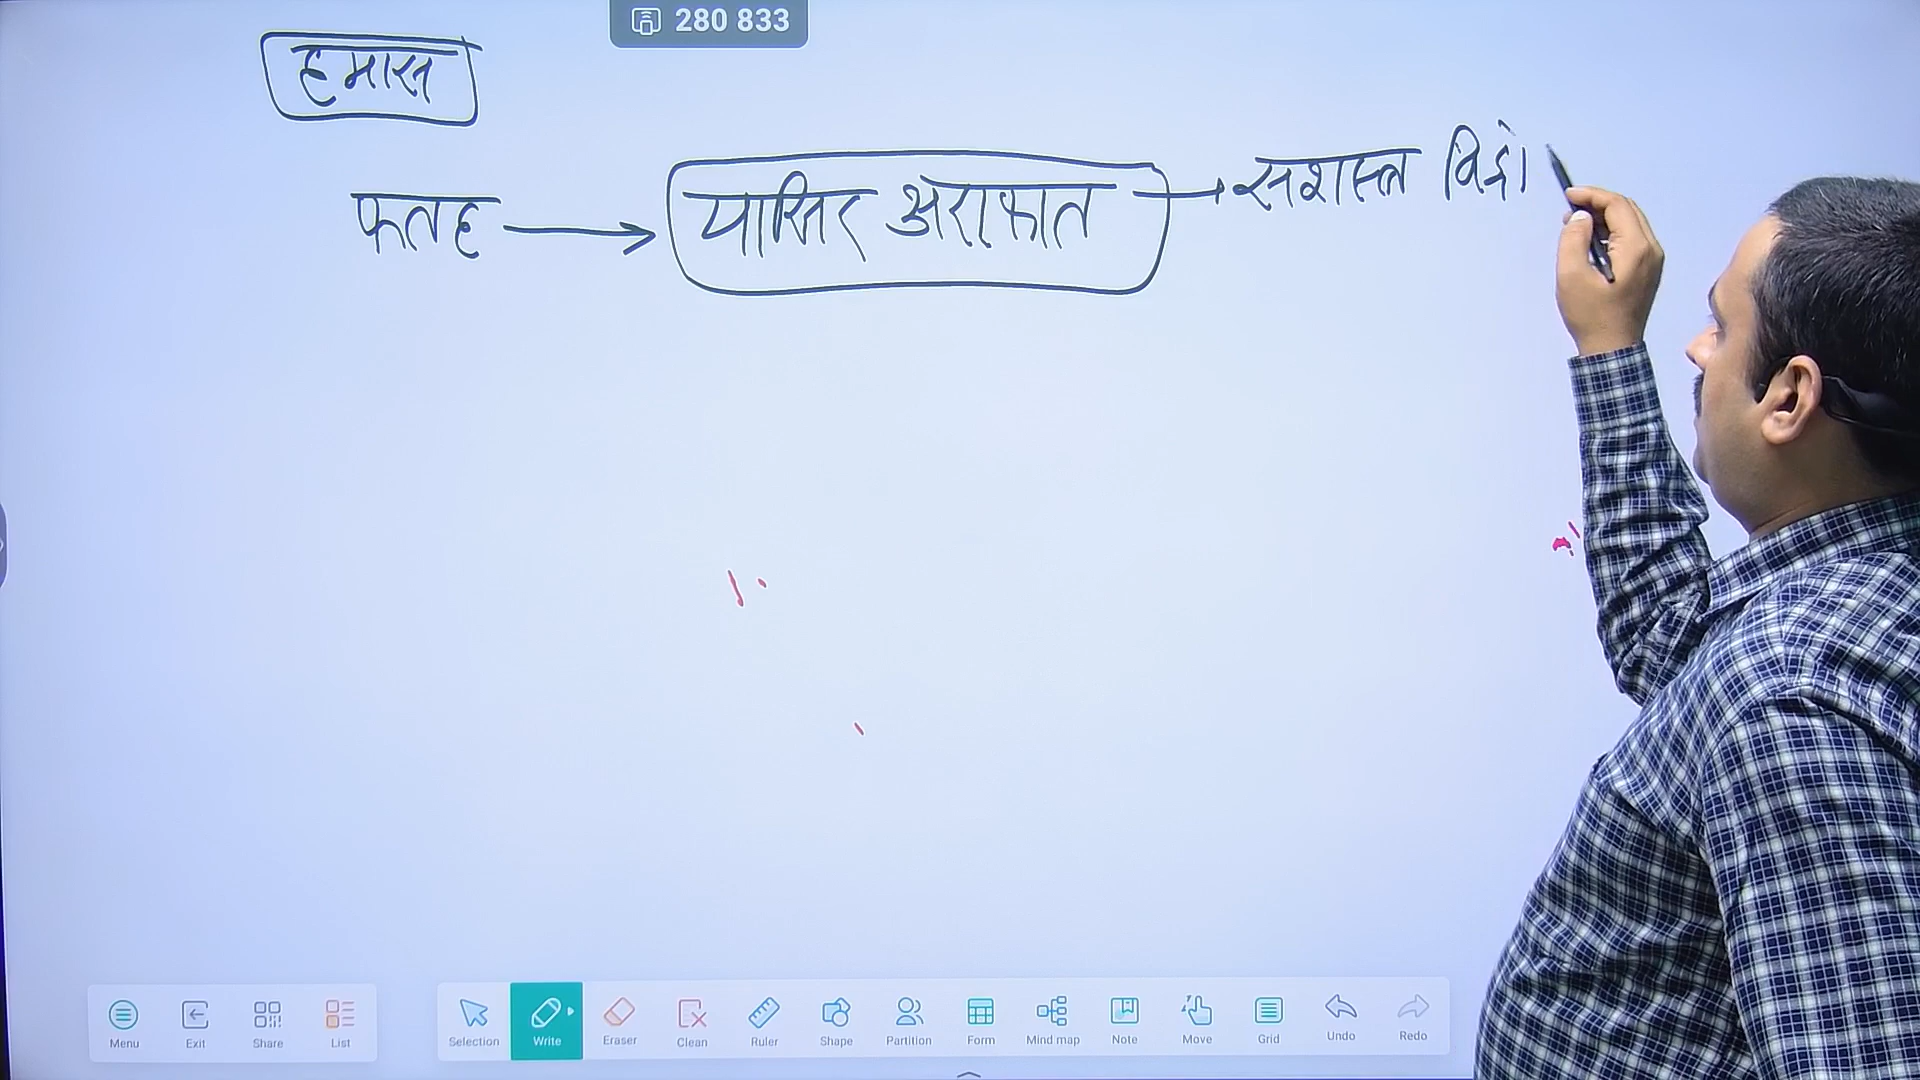 280 833
हमास
फतह → यासिर अराफात → सशस्त्र विद्रो
Menu Exit Share List Selection Write Eraser Clean Ruler Shape Partition Form Mind map Note Move Grid Undo Redo